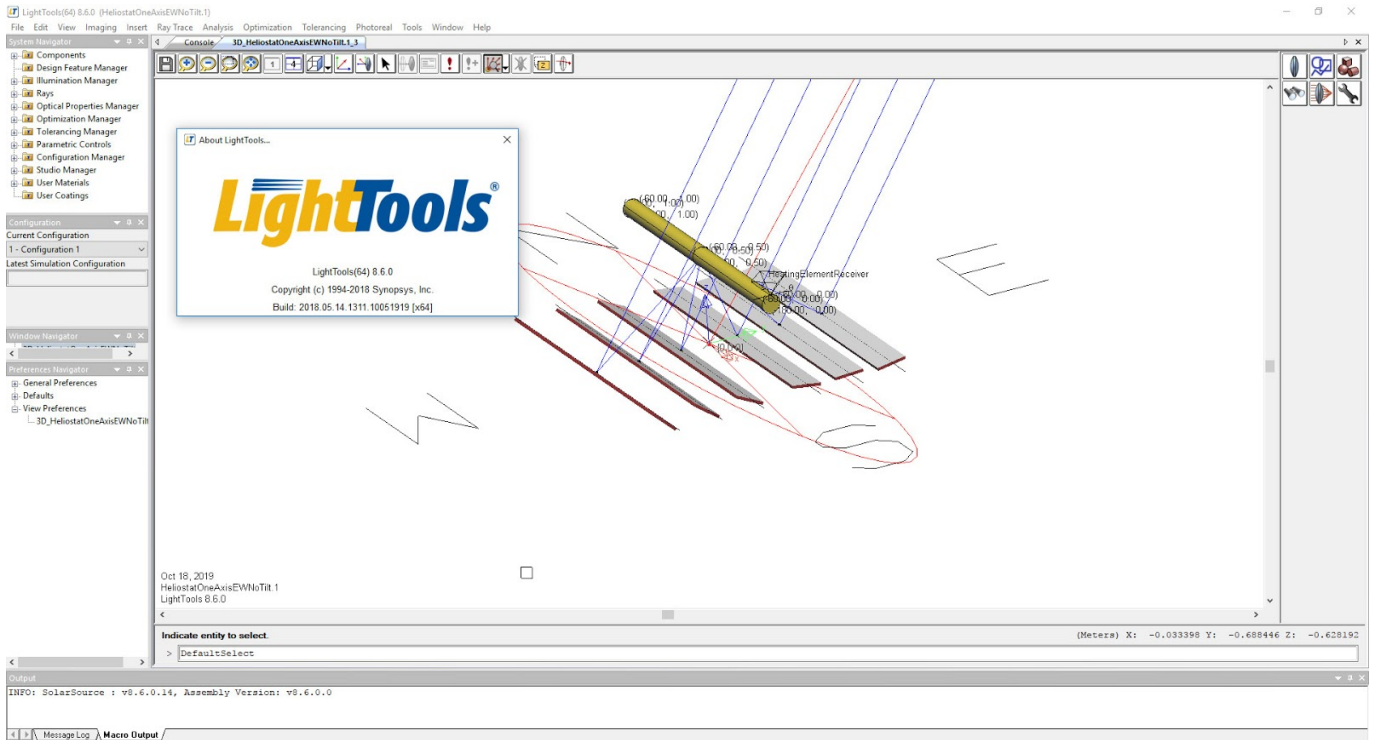 LightTools(64) 8.6.0 (HeliostatOneAxisEWNoTilt.1)
File Edit View Imaging Insert Ray Trace Analysis Optimization Tolerancing Photoreal Tools Window Help
System Navigator
Console 3D_HeliostatOneAxisEWNoTilt.1_3
Components
Design Feature Manager
Illumination Manager
Rays
Optical Properties Manager
Optimization Manager
Tolerancing Manager
Parametric Controls
Configuration Manager
Studio Manager
User Materials
User Coatings
Configuration
Current Configuration
1 - Configuration 1
Latest Simulation Configuration
Window Navigator
Preferences Navigator
General Preferences
Defaults
View Preferences
3D_HeliostatOneAxisEWNoTilt
About LightTools...
LightTools®
LightTools(64) 8.6.0
Copyright (c) 1994-2018 Synopsys, Inc.
Build: 2018.05.14.1311.10051919 [x64]
HeatingElementReceiver
E
W
S
Oct 18, 2019
HeliostatOneAxisEWNoTilt.1
LightTools 8.6.0
Indicate entity to select.
(Meters) X: -0.033398 Y: -0.688446 Z: -0.628192
> DefaultSelect
Output
INFO: SolarSource : v8.6.0.14, Assembly Version: v8.6.0.0
Message Log Macro Output